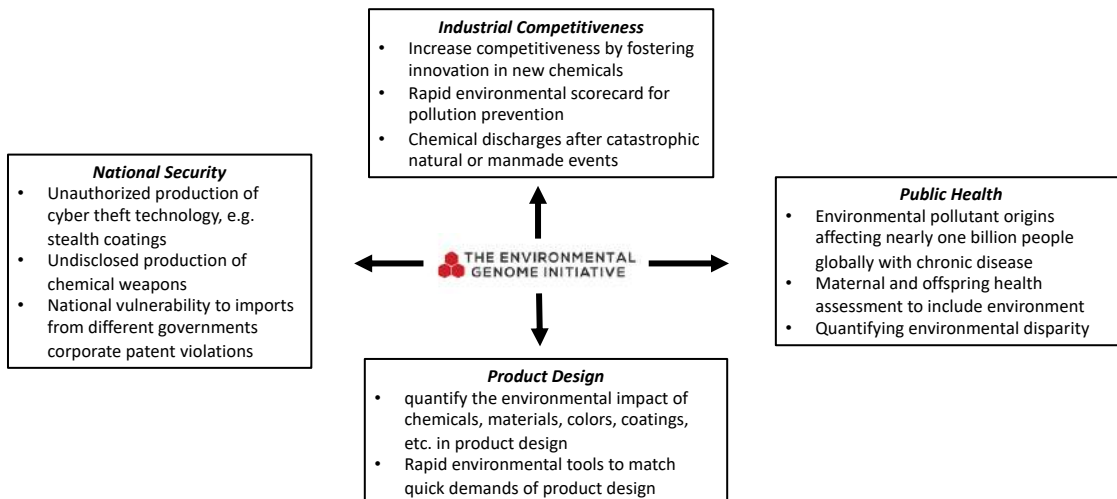 Industrial Competitiveness
• Increase competitiveness by fostering
innovation in new chemicals
• Rapid environmental scorecard for
pollution prevention
• Chemical discharges after catastrophic
natural or manmade events
National Security
• Unauthorized production of
cyber theft technology, e.g.
stealth coatings
• Undisclosed production of
chemical weapons
• National vulnerability to imports
from different governments
corporate patent violations
THE ENVIRONMENTAL
GENOME INITIATIVE
Public Health
• Environmental pollutant origins
affecting nearly one billion people
globally with chronic disease
• Maternal and offspring health
assessment to include environment
• Quantifying environmental disparity
Product Design
• quantify the environmental impact of
chemicals, materials, colors, coatings,
etc. in product design
• Rapid environmental tools to match
quick demands of product design